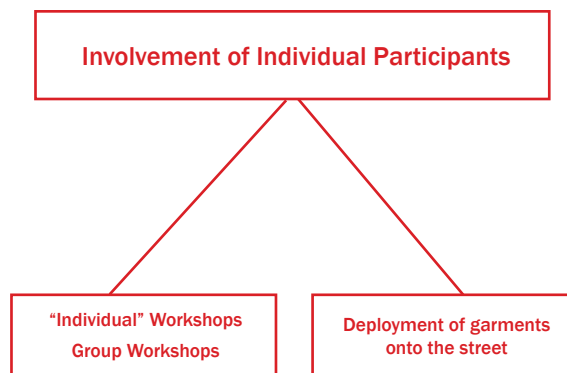 Involvement of Individual Participants
“Individual” Workshops
Group Workshops
Deployment of garments
onto the street